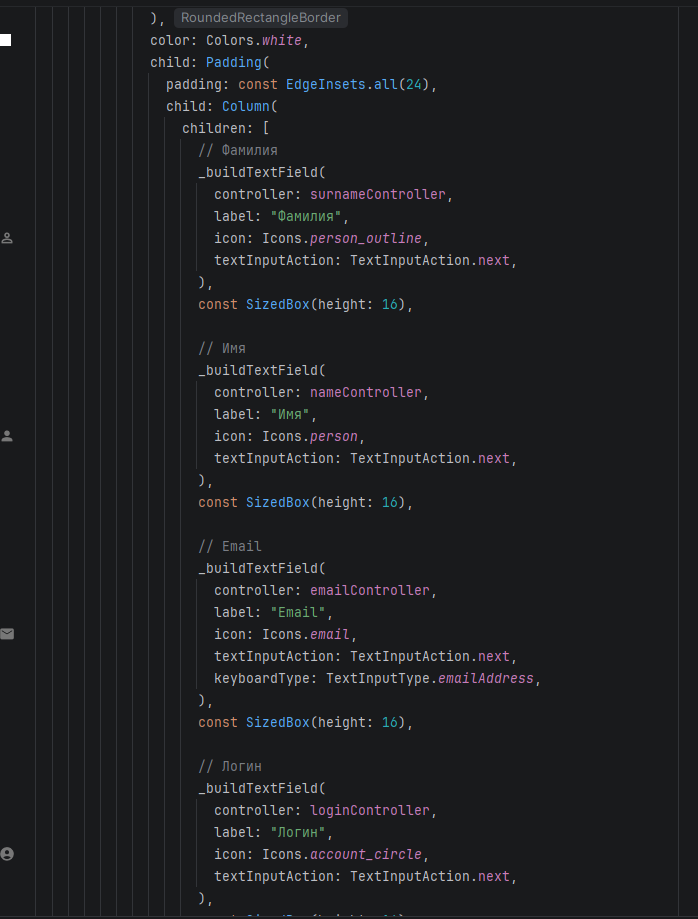 ), RoundedRectangleBorder
color: Colors.white,
child: Padding(
padding: const EdgeInsets.all(24),
child: Column(
children: [
// Фамилия
_buildTextField(
controller: surnameController,
label: "Фамилия",
icon: Icons.person_outline,
textInputAction: TextInputAction.next,
),
const SizedBox(height: 16),
// Имя
_buildTextField(
controller: nameController,
label: "Имя",
icon: Icons.person,
textInputAction: TextInputAction.next,
),
const SizedBox(height: 16),
// Email
_buildTextField(
controller: emailController,
label: "Email",
icon: Icons.email,
textInputAction: TextInputAction.next,
keyboardType: TextInputType.emailAddress,
),
const SizedBox(height: 16),
// Логин
_buildTextField(
controller: loginController,
label: "Логин",
icon: Icons.account_circle,
textInputAction: TextInputAction.next,
),